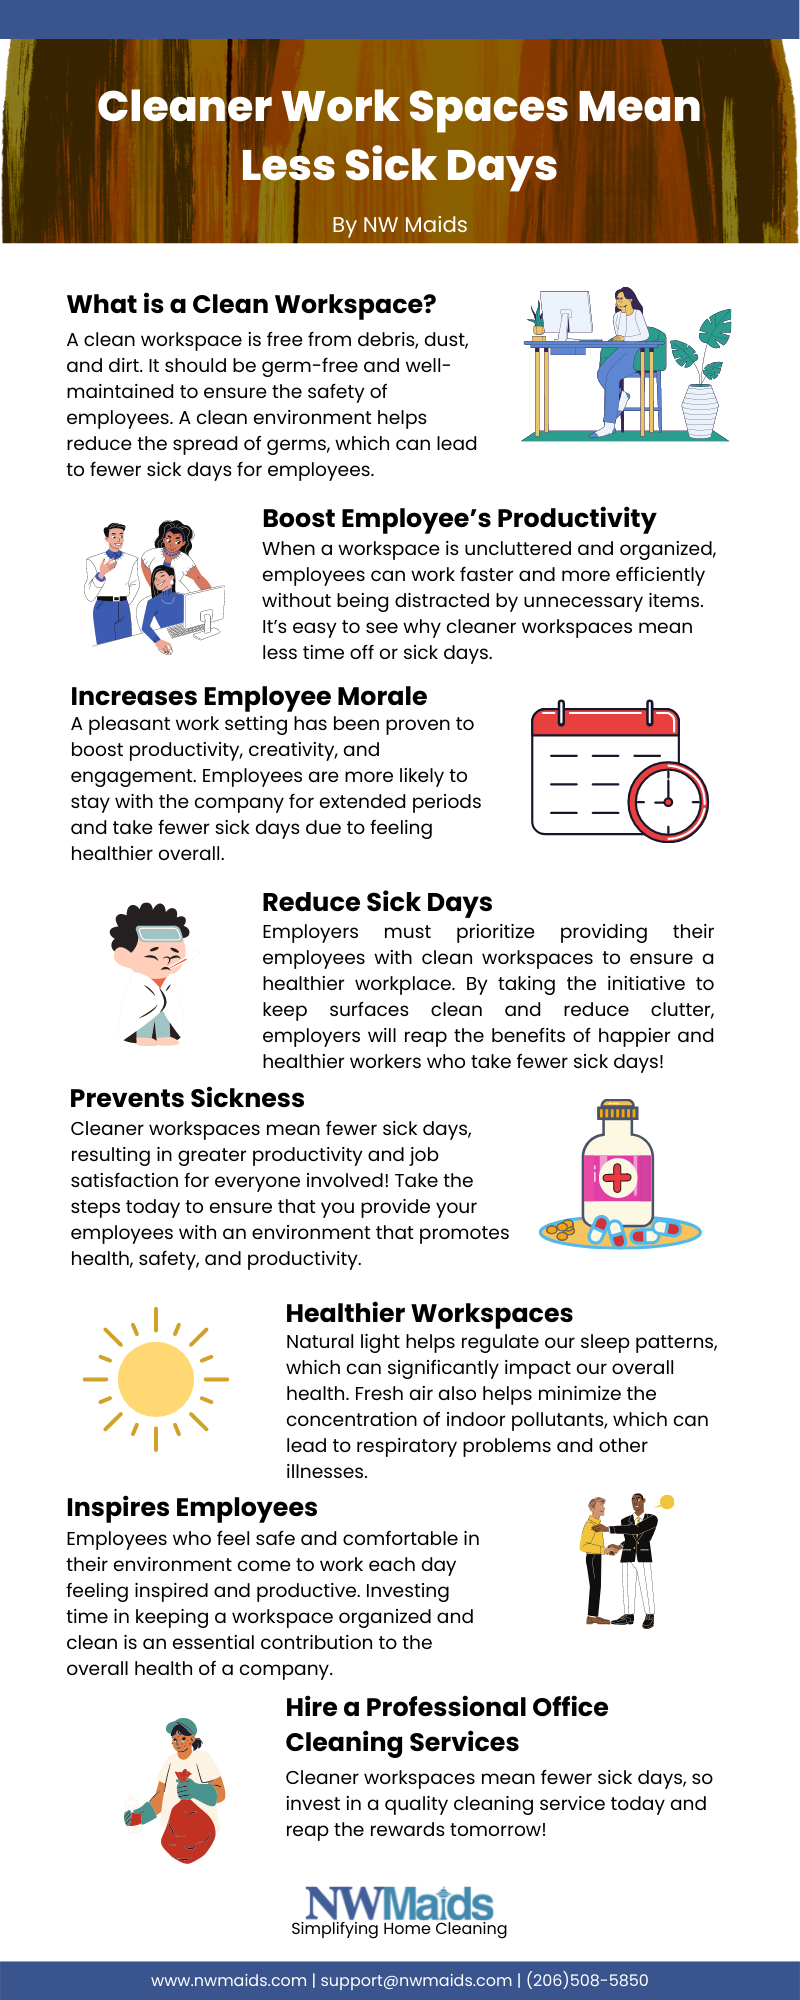 Cleaner Work Spaces Mean
Less Sick Days
By NW Maids
What is a Clean Workspace?
A clean workspace is free from debris, dust,
and dirt. It should be germ-free and well-
maintained to ensure the safety of
employees. A clean environment helps
reduce the spread of germs, which can lead
to fewer sick days for employees.
Boost Employee's Productivity
When a workspace is uncluttered and organized,
employees can work faster and more efficiently
without being distracted by unnecessary items.
It's easy to see why cleaner workspaces mean
less time off or sick days.
Increases Employee Morale
A pleasant work setting has been proven to
boost productivity, creativity, and
engagement. Employees are more likely to
stay with the company for extended periods
and take fewer sick days due to feeling
healthier overall.
Reduce Sick Days
Employers must prioritize providing their
employees with clean workspaces to ensure a
healthier workplace. By taking the initiative to
keep surfaces clean and reduce clutter,
employers will reap the benefits of happier and
healthier workers who take fewer sick days!
Prevents Sickness
Cleaner workspaces mean fewer sick days,
resulting in greater productivity and job
satisfaction for everyone involved! Take the
steps today to ensure that you provide your
employees with an environment that promotes
health, safety, and productivity.
Healthier Workspaces
Natural light helps regulate our sleep patterns,
which can significantly impact our overall
health. Fresh air also helps minimize the
concentration of indoor pollutants, which can
lead to respiratory problems and other
illnesses.
Inspires Employees
Employees who feel safe and comfortable in
their environment come to work each day
feeling inspired and productive. Investing
time in keeping a workspace organized and
clean is an essential contribution to the
overall health of a company.
Hire a Professional Office
Cleaning Services
Cleaner workspaces mean fewer sick days, so
invest in a quality cleaning service today and
reap the rewards tomorrow!
NWMaids
Simplifying Home Cleaning
www.nwmaids.com | support@nwmaids.com | (206)508-5850